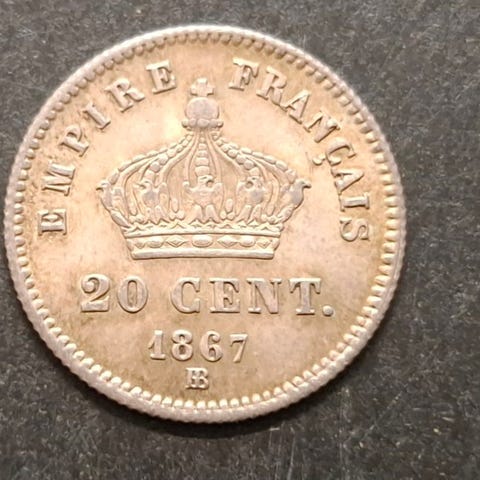 EMPIRE FRANÇAIS
20 CENT.
1867
BB